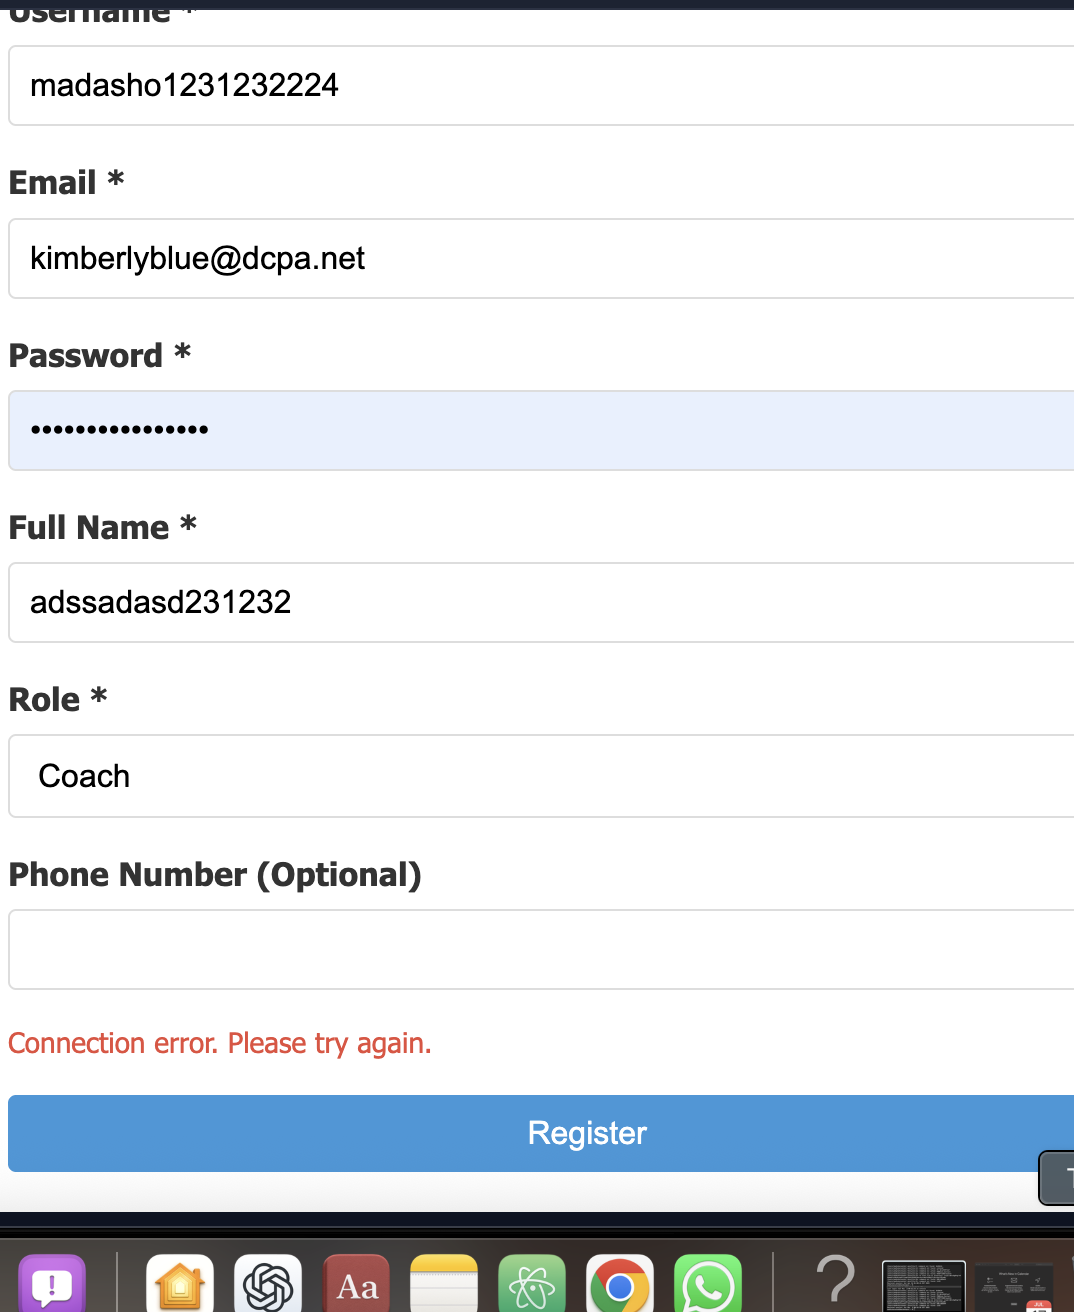 Username *
madasho1231232224
Email *
kimberlyblue@dcpa.net
Password *
••••••••••••••••
Full Name *
adssadasd231232
Role *
Coach
Phone Number (Optional)
Connection error. Please try again.
Register
Aa
?